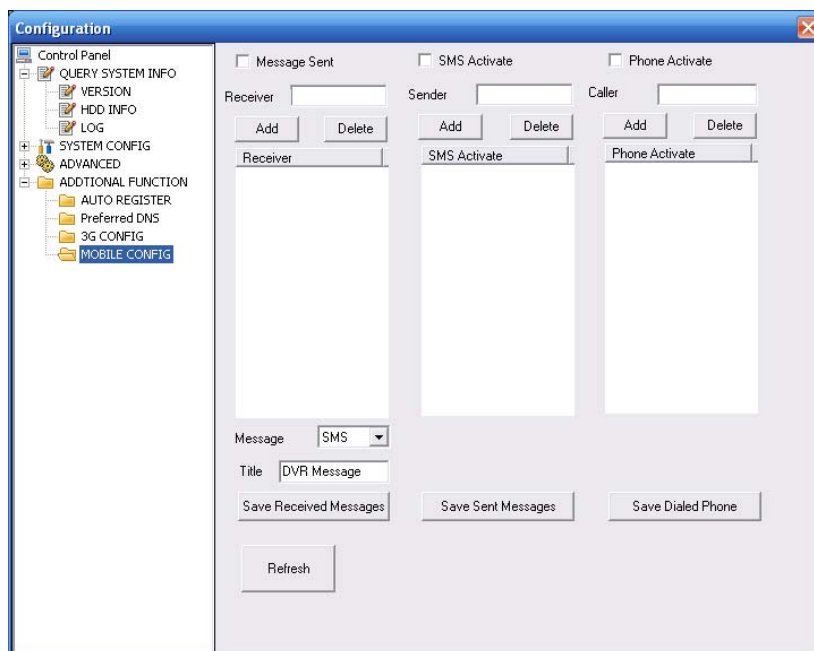 Configuration
Control Panel
QUERY SYSTEM INFO
VERSION
HDD INFO
LOG
SYSTEM CONFIG
ADVANCED
ADDTIONAL FUNCTION
AUTO REGISTER
Preferred DNS
3G CONFIG
MOBILE CONFIG
Message Sent
Receiver
Add Delete
Receiver
Message SMS
Title DVR Message
Save Received Messages
Refresh
SMS Activate
Sender
Add Delete
SMS Activate
Save Sent Messages
Phone Activate
Caller
Add Delete
Phone Activate
Save Dialed Phone